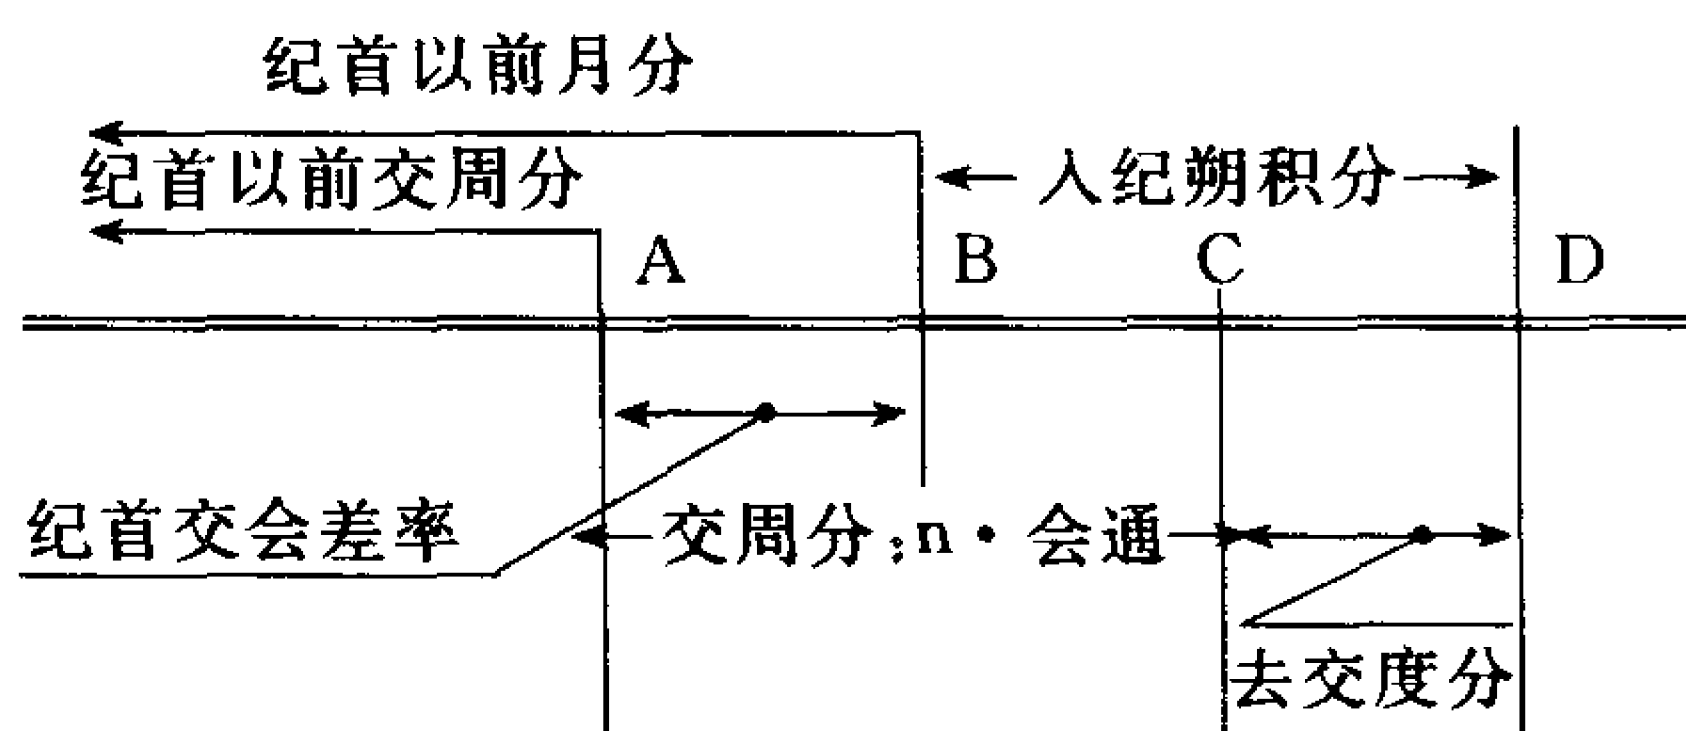 纪首以前月分
纪首以前交周分
入纪朔积分
A
B
C
D
纪首交会差率
交周分:n·会通
去交度分